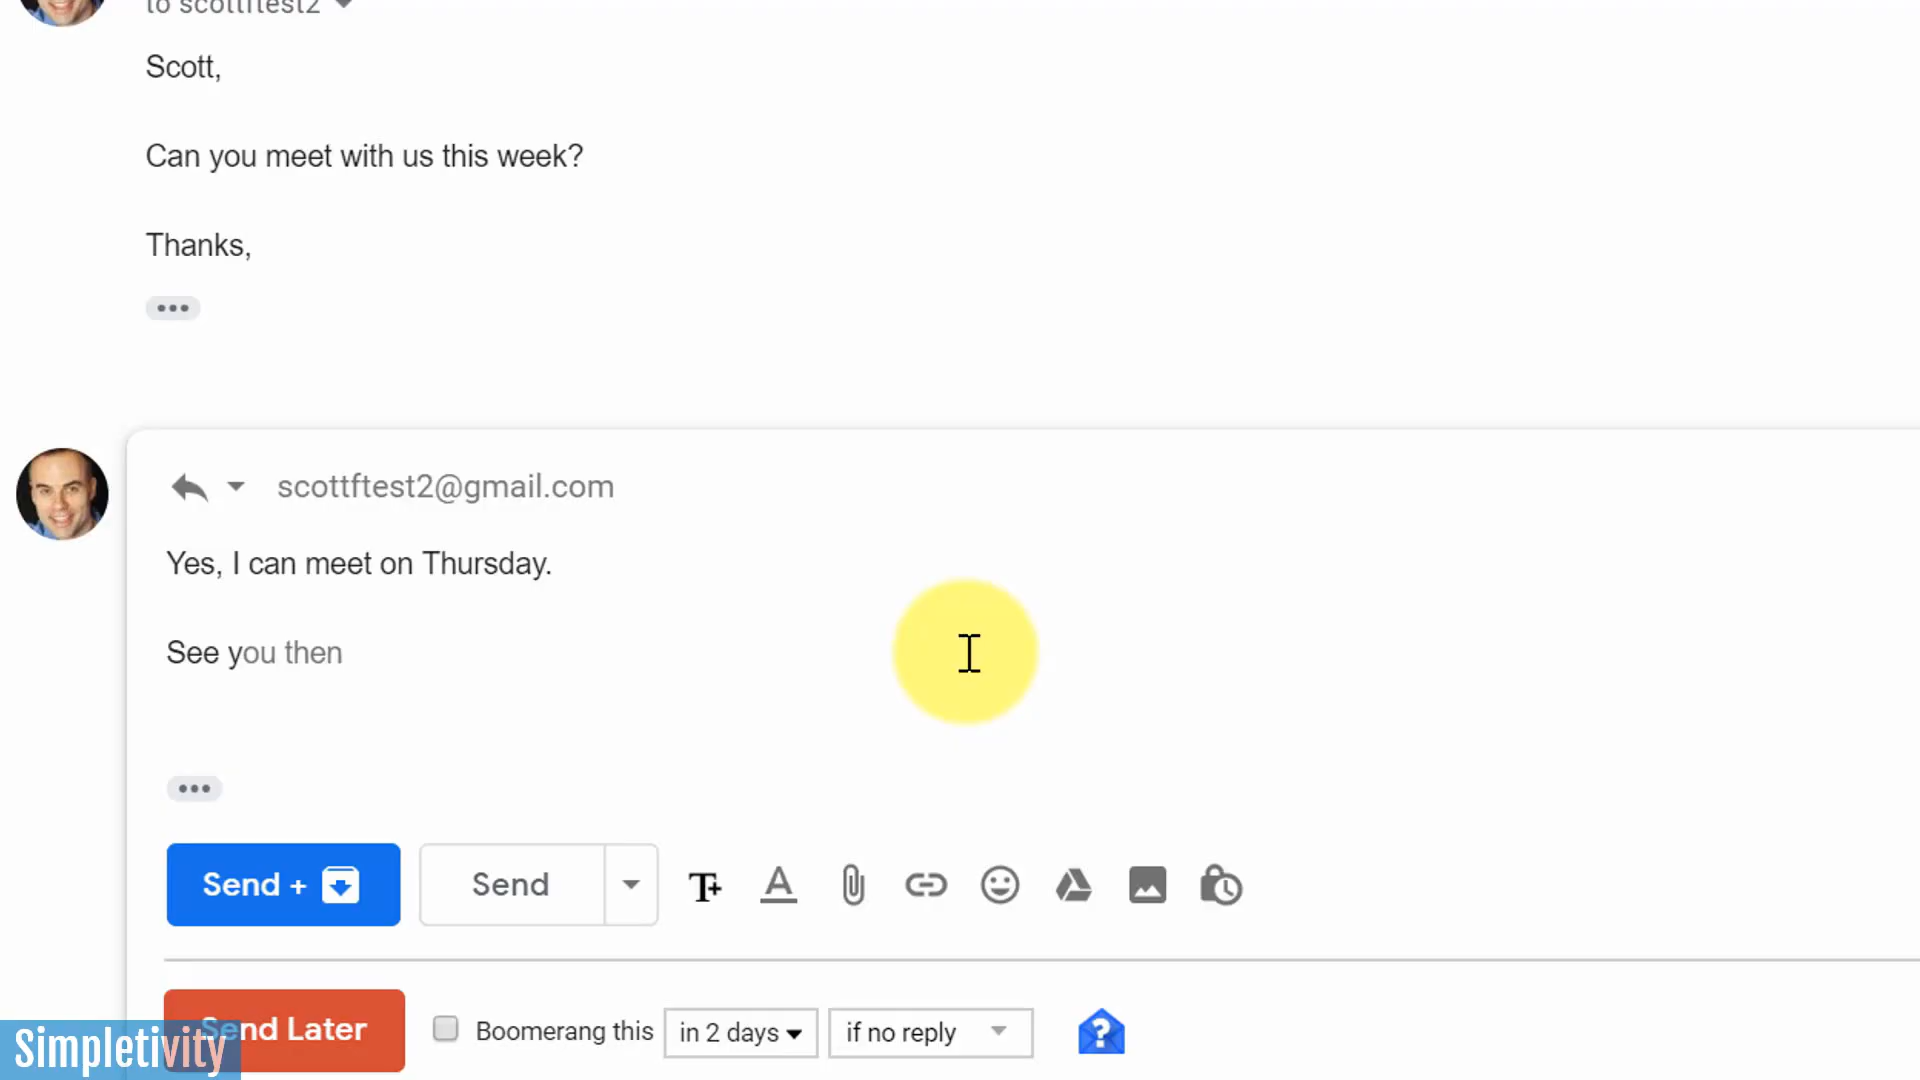 to scottftest2
Scott,
Can you meet with us this week?
Thanks,
scottftest2@gmail.com
Yes, I can meet on Thursday.
See you then
Send +
Send
Send Later
Boomerang this
in 2 days
if no reply
Simpletivity